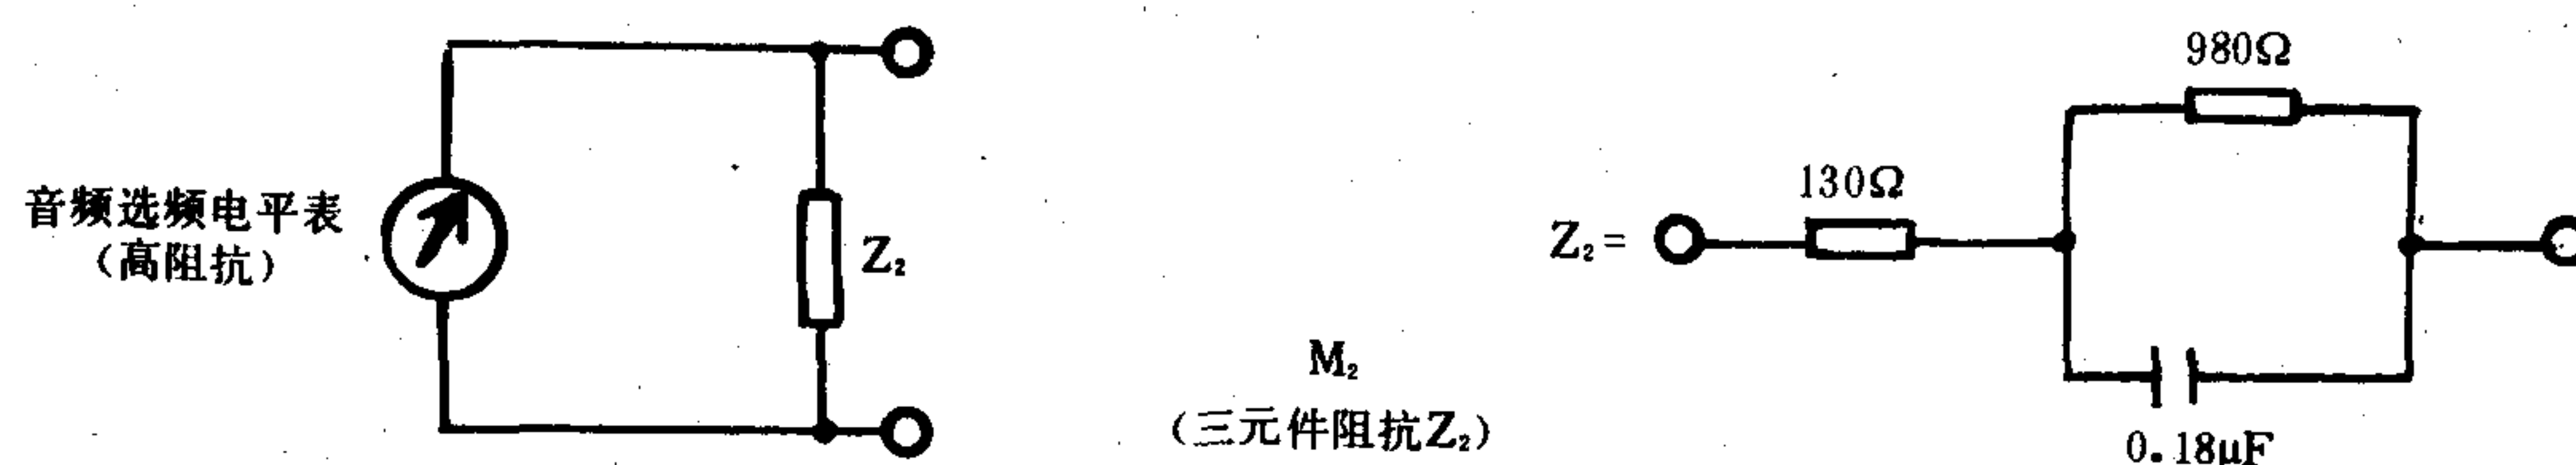 音频选频电平表
（高阻抗）
Z₂
M₂
（三元件阻抗Z₂）
Z₂=
130Ω
980Ω
0.18μF